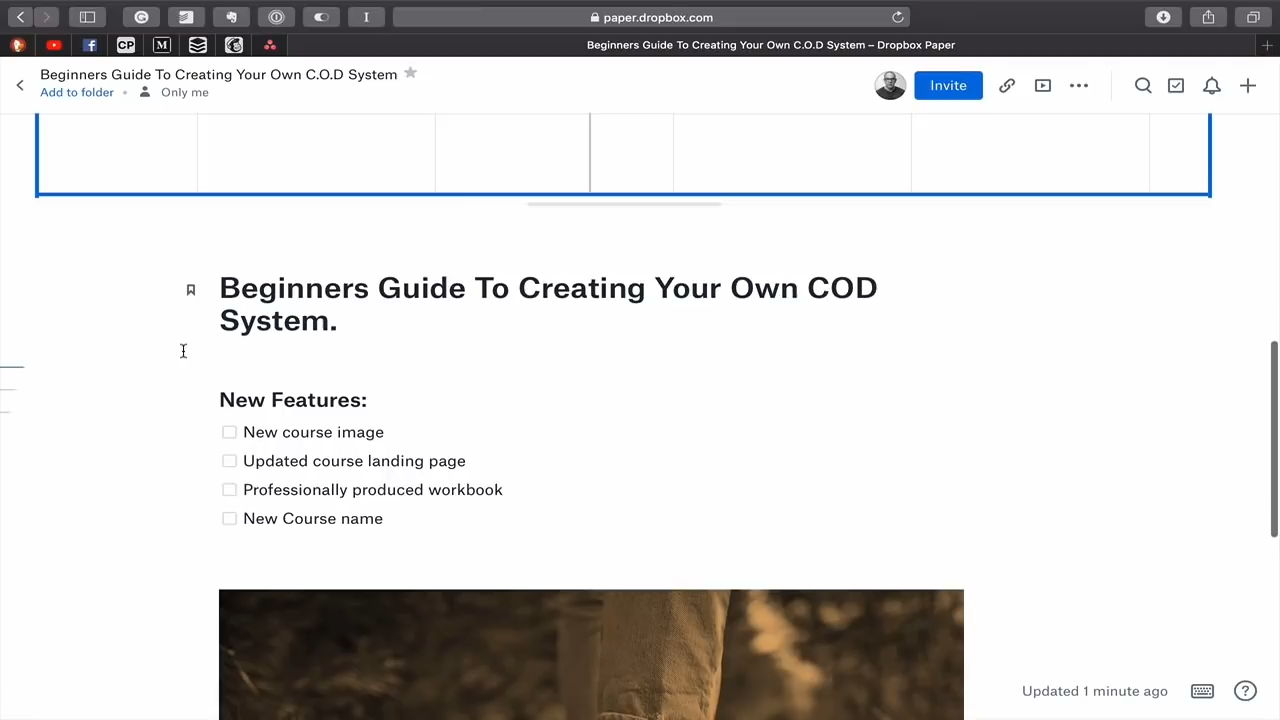 paper.dropbox.com
CP
M
Beginners Guide To Creating Your Own C.O.D System – Dropbox Paper
Beginners Guide To Creating Your Own C.O.D System
Add to folder • Only me
Invite
Beginners Guide To Creating Your Own COD
System.
New Features:
New course image
Updated course landing page
Professionally produced workbook
New Course name
Updated 1 minute ago